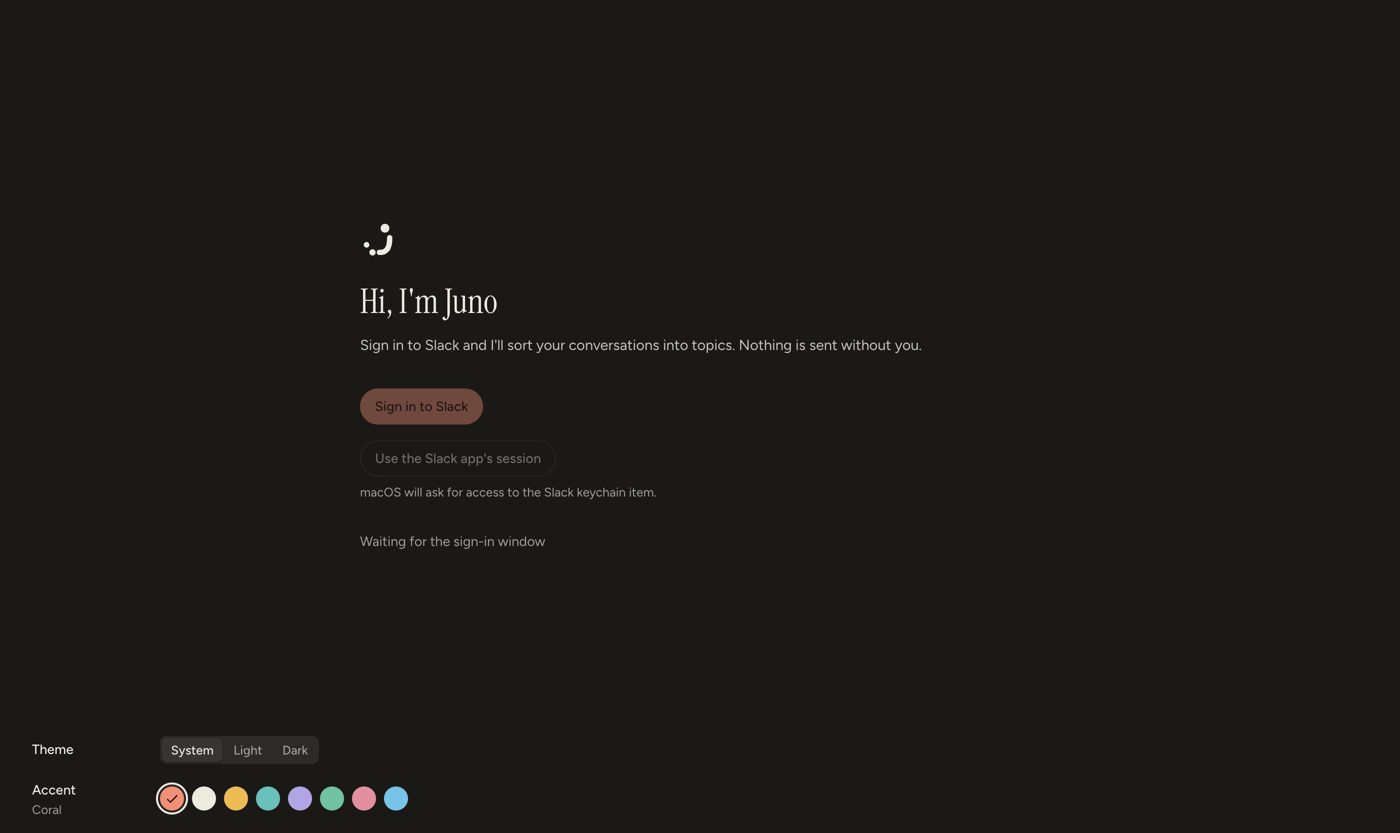 Hi, I'm Juno
Sign in to Slack and I'll sort your conversations into topics. Nothing is sent without you.
Sign in to Slack
Use the Slack app's session
macOS will ask for access to the Slack keychain item.
Waiting for the sign-in window
Theme
System Light Dark
Accent
Coral